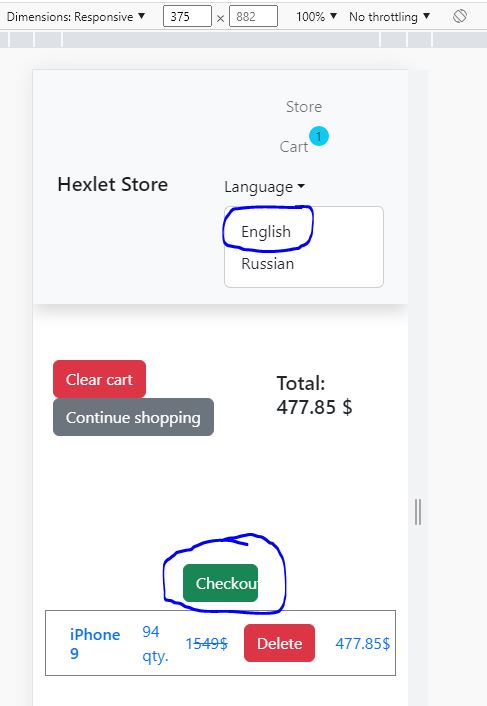 Dimensions: Responsive ▼ 375 × 882 100% ▼ No throttling ▼
Store
Cart 1
Hexlet Store
Language
English
Russian
Clear cart
Continue shopping
Total:
477.85 $
Checkou
iPhone 9 94 qty. 1549$ Delete 477.85$